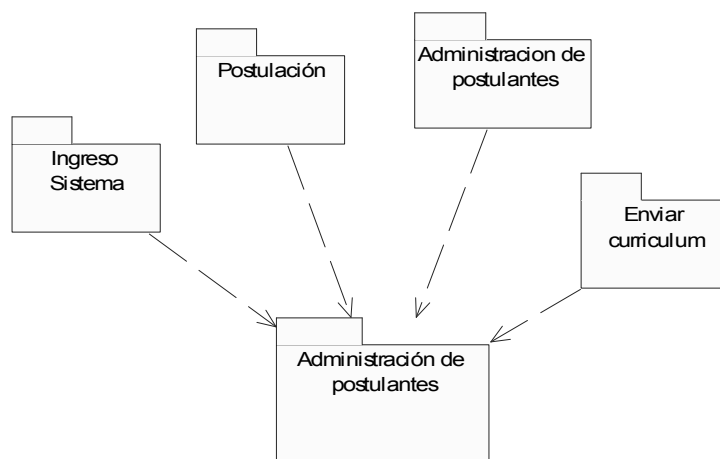 Postulación
Administracion de
postulantes
Ingreso
Sistema
Enviar
curriculum
Administración de
postulantes